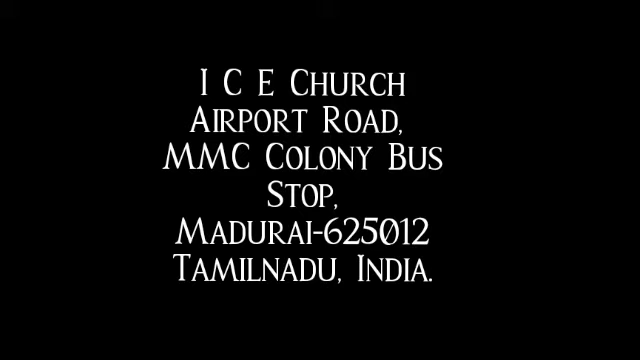 I C E Church
Airport Road,
MMC Colony Bus
Stop,
Madurai-625012
Tamilnadu, India.